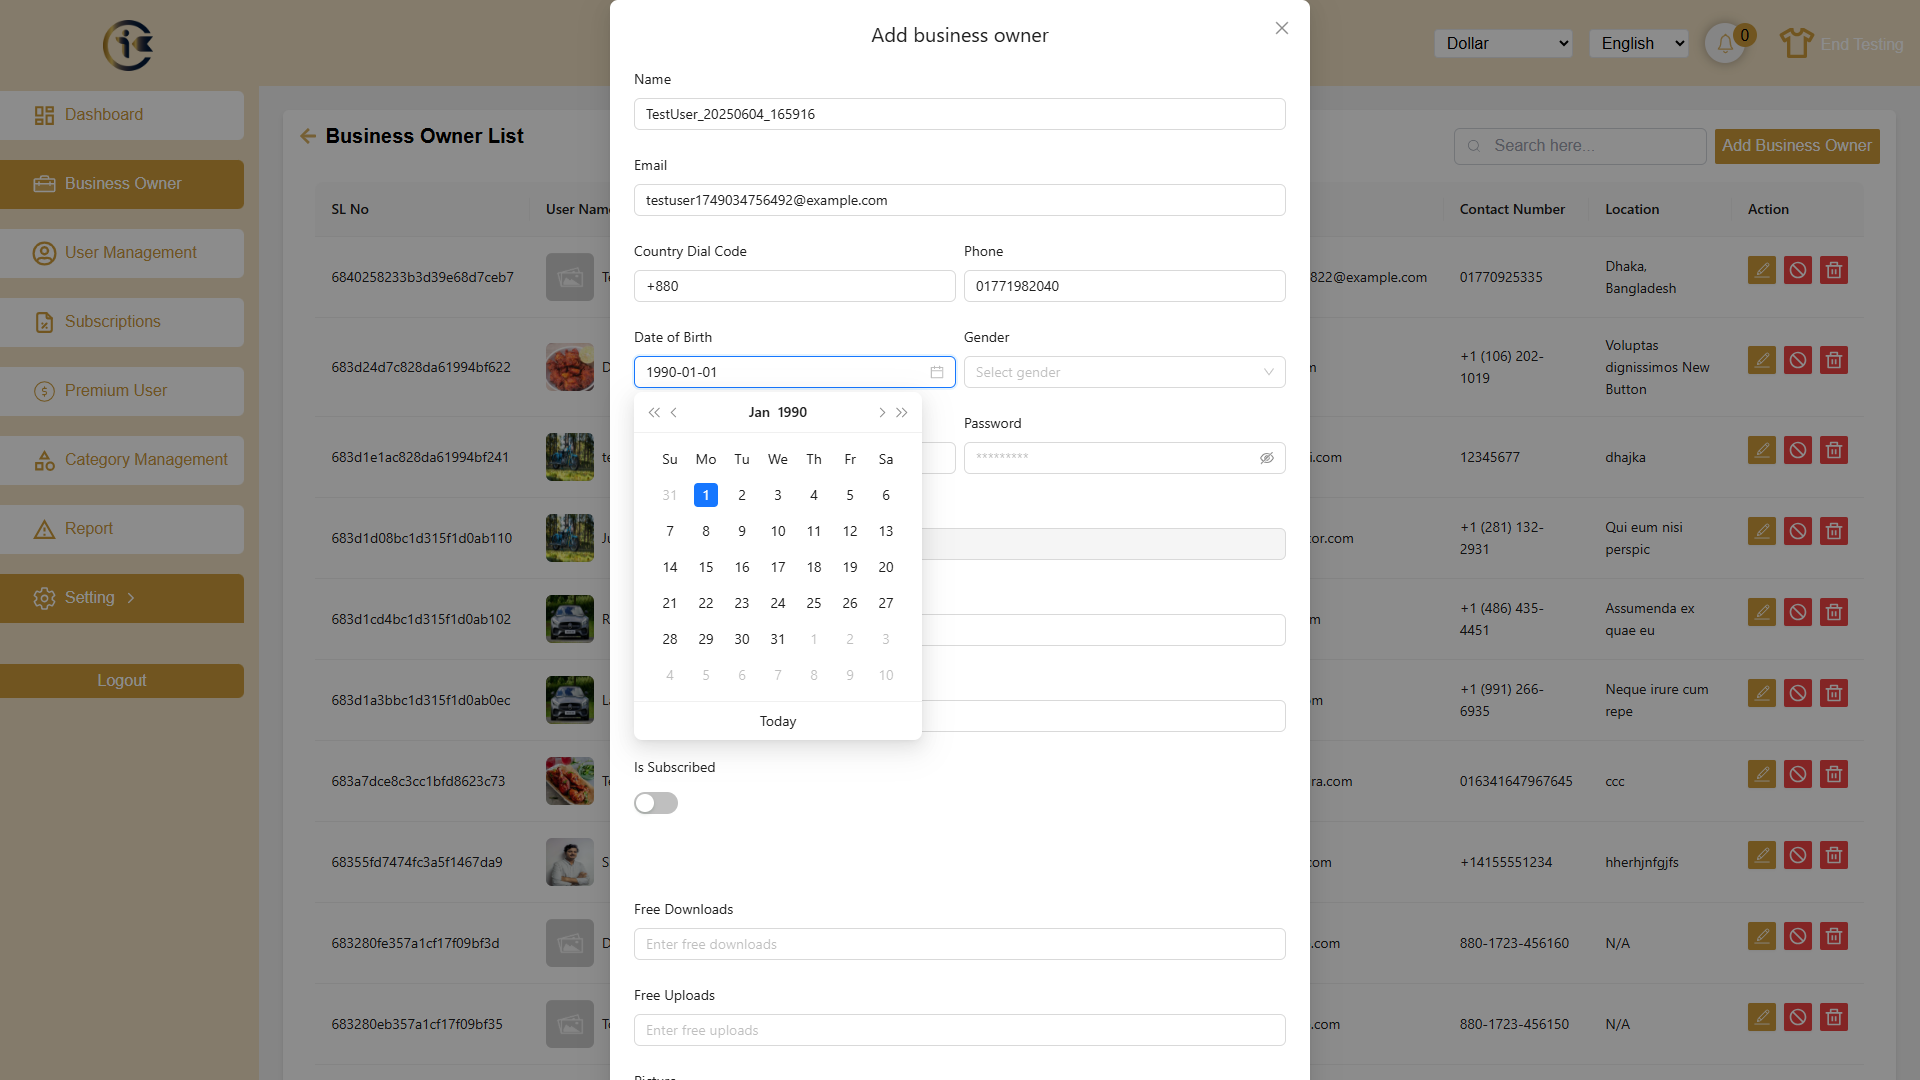 Add business owner
Dollar
English
0
End Testing
Dashboard
Business Owner
User Management
Subscriptions
Premium User
Category Management
Report
Setting
Logout
Business Owner List
Search here...
Add Business Owner
SL No
User Nam
Contact Number
Location
Action
6840258233b3d39e68d7ceb7
822@example.com
01770925335
Dhaka,
Bangladesh
683d24d7c828da61994bf622
+1 (106) 202-
1019
Voluptas
dignissimos New
Button
683d1e1ac828da61994bf241
i.com
12345677
dhajka
683d1d08bc1d315f1d0ab110
tor.com
+1 (281) 132-
2931
Qui eum nisi
perspic
683d1cd4bc1d315f1d0ab102
+1 (486) 435-
4451
Assumenda ex
quae eu
683d1a3bbc1d315f1d0ab0ec
+1 (991) 266-
6935
Neque irure cum
repe
683a7dce8c3cc1bfd8623c73
ra.com
016341647967645
ccc
68355fd7474fc3a5f1467da9
.com
+14155551234
hherhjnfgjfs
683280fe357a1cf17f09bf3d
.com
880-1723-456160
N/A
683280eb357a1cf17f09bf35
.com
880-1723-456150
N/A
Name
TestUser_20250604_165916
Email
testuser1749034756492@example.com
Country Dial Code
Phone
+880
01771982040
Date of Birth
Gender
1990-01-01
Select gender
Password
*********
Jan 1990
Su Mo Tu We Th Fr Sa
31 1 2 3 4 5 6
7 8 9 10 11 12 13
14 15 16 17 18 19 20
21 22 23 24 25 26 27
28 29 30 31 1 2 3
4 5 6 7 8 9 10
Today
Is Subscribed
Free Downloads
Enter free downloads
Free Uploads
Enter free uploads